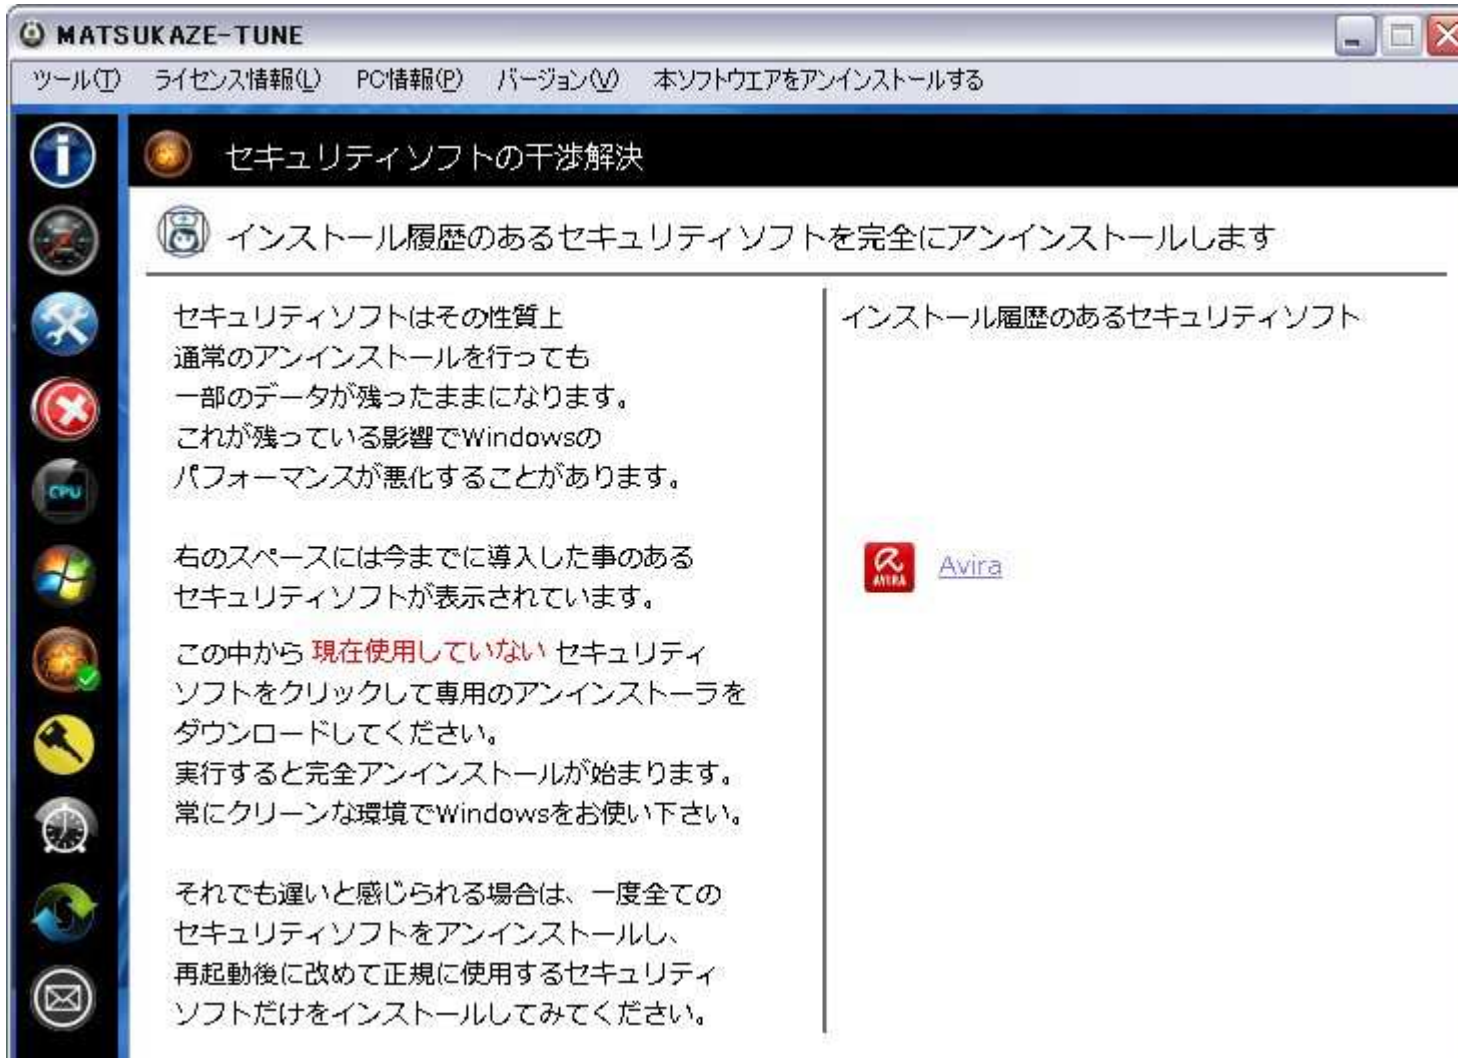 MATSUKAZE-TUNE
ツール(T) ライセンス情報(L) PC情報(P) バージョン(V) 本ソフトウエアをアンインストールする
セキュリティソフトの干渉解決
インストール履歴のあるセキュリティソフトを完全にアンインストールします
セキュリティソフトはその性質上
通常のアンインストールを行っても
一部のデータが残ったままになります。
これが残っている影響でWindowsの
パフォーマンスが悪化することがあります。
右のスペースには今までに導入した事のある
セキュリティソフトが表示されています。
この中から 現在使用していない セキュリティ
ソフトをクリックして専用のアンインストーラを
ダウンロードしてください。
実行すると完全アンインストールが始まります。
常にクリーンな環境でWindowsをお使い下さい。
それでも遅いと感じられる場合は、一度全ての
セキュリティソフトをアンインストールし、
再起動後に改めて正規に使用するセキュリティ
ソフトだけをインストールしてみてください。
インストール履歴のあるセキュリティソフト
AVIRA Avira
CPU